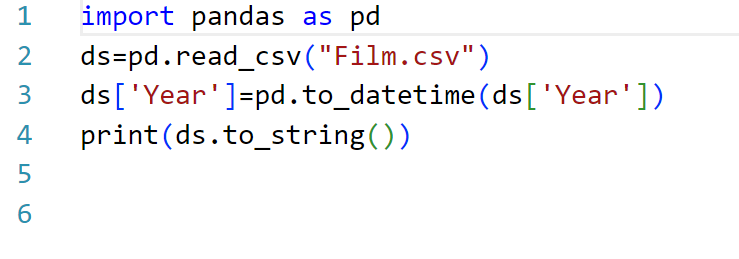 1 import pandas as pd
2 ds=pd.read_csv("Film.csv")
3 ds['Year']=pd.to_datetime(ds['Year'])
4 print(ds.to_string())
5
6